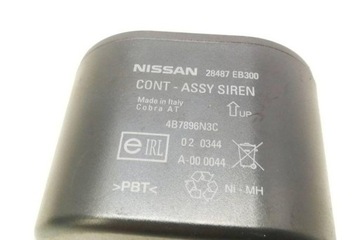 NISSAN 28487 EB300
CONT - ASSY SIREN
Made in Italy
Cobra AT
UP
4B7896N3C
e IRL
02 0344
A-00 0044
>PBT<
Ni - MH